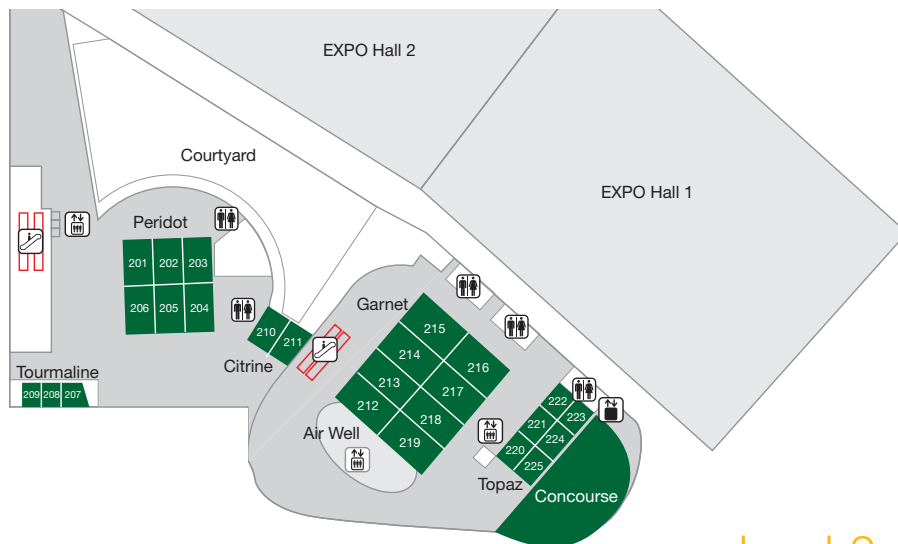 EXPO Hall 2
EXPO Hall 1
Courtyard
Peridot
201 202 203
206 205 204
Tourmaline
209 208 207
210 211
Citrine
Garnet
215
214 216
213 217
212 218
219
Air Well
222
221 223
220 224
225
Topaz
Concourse